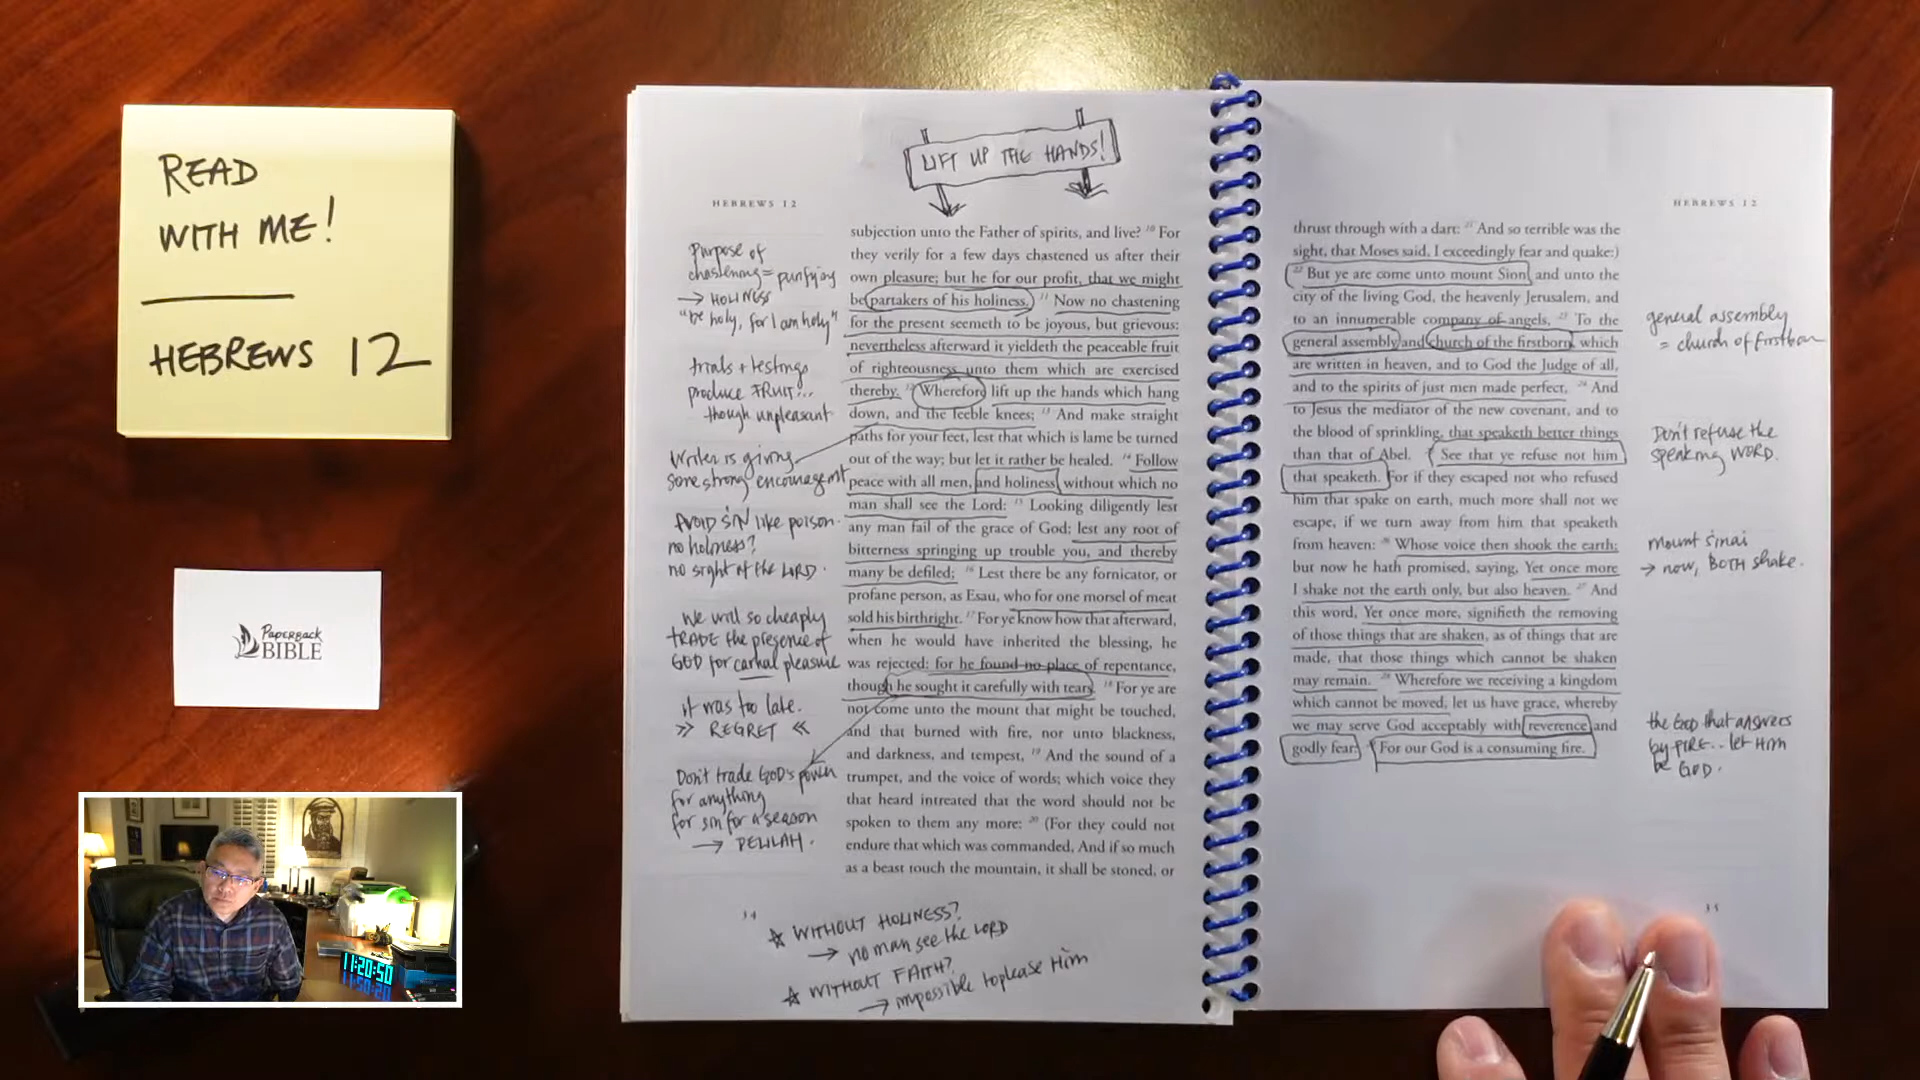 READ
WITH ME!
HEBREWS 12
Paperback
BIBLE
11:20:50
LIFT UP THE HANDS!
HEBREWS 12
purpose of
chastening = purifying
→ HOLINESS
"be holy, for I am holy"
trials + testings
produce FRUIT...
though unpleasant
Writer is giving
some strong encouragement
AVOID SIN like poison.
no holiness?
no sight of the LORD.
We will so cheaply
TRADE the presence of
GOD for carnal pleasure
it was too late.
» REGRET «
Don't trade GOD's power
for anything
for sin for a season
→ DELILAH.
subjection unto the Father of spirits, and live? 10 For
they verily for a few days chastened us after their
own pleasure; but he for our profit, that we might
be partakers of his holiness. 11 Now no chastening
for the present seemeth to be joyous, but grievous:
nevertheless afterward it yieldeth the peaceable fruit
of righteousness unto them which are exercised
thereby. 12 Wherefore lift up the hands which hang
down, and the feeble knees; 13 And make straight
paths for your feet, lest that which is lame be turned
out of the way; but let it rather be healed. 14 Follow
peace with all men, and holiness without which no
man shall see the Lord: 15 Looking diligently lest
any man fail of the grace of God; lest any root of
bitterness springing up trouble you, and thereby
many be defiled; 16 Lest there be any fornicator, or
profane person, as Esau, who for one morsel of meat
sold his birthright. 17 For ye know how that afterward,
when he would have inherited the blessing, he
was rejected: for he found no place of repentance,
though he sought it carefully with tears. 18 For ye are
not come unto the mount that might be touched,
and that burned with fire, nor unto blackness,
and darkness, and tempest, 19 And the sound of a
trumpet, and the voice of words; which voice they
that heard intreated that the word should not be
spoken to them any more: 20 (For they could not
endure that which was commanded, And if so much
as a beast touch the mountain, it shall be stoned, or
34
☆ WITHOUT HOLINESS?
→ no man see the LORD
☆ WITHOUT FAITH?
→ impossible to please Him
HEBREWS 12
thrust through with a dart: 21 And so terrible was the
sight, that Moses said, I exceedingly fear and quake:)
22 But ye are come unto mount Sion, and unto the
city of the living God, the heavenly Jerusalem, and
to an innumerable company of angels, 23 To the
general assembly and church of the firstborn, which
are written in heaven, and to God the Judge of all,
and to the spirits of just men made perfect, 24 And
to Jesus the mediator of the new covenant, and to
the blood of sprinkling, that speaketh better things
than that of Abel. 25 See that ye refuse not him
that speaketh. For if they escaped not who refused
him that spake on earth, much more shall not we
escape, if we turn away from him that speaketh
from heaven: 26 Whose voice then shook the earth:
but now he hath promised, saying, Yet once more
I shake not the earth only, but also heaven. 27 And
this word, Yet once more, signifieth the removing
of those things that are shaken, as of things that are
made, that those things which cannot be shaken
may remain. 28 Wherefore we receiving a kingdom
which cannot be moved, let us have grace, whereby
we may serve God acceptably with reverence and
godly fear: 29 For our God is a consuming fire.
general assembly
= church of firstborn
Don't refuse the
speaking WORD.
mount sinai
→ now, BOTH shake.
the GOD that answers
by FIRE.. let Him
be GOD.
35